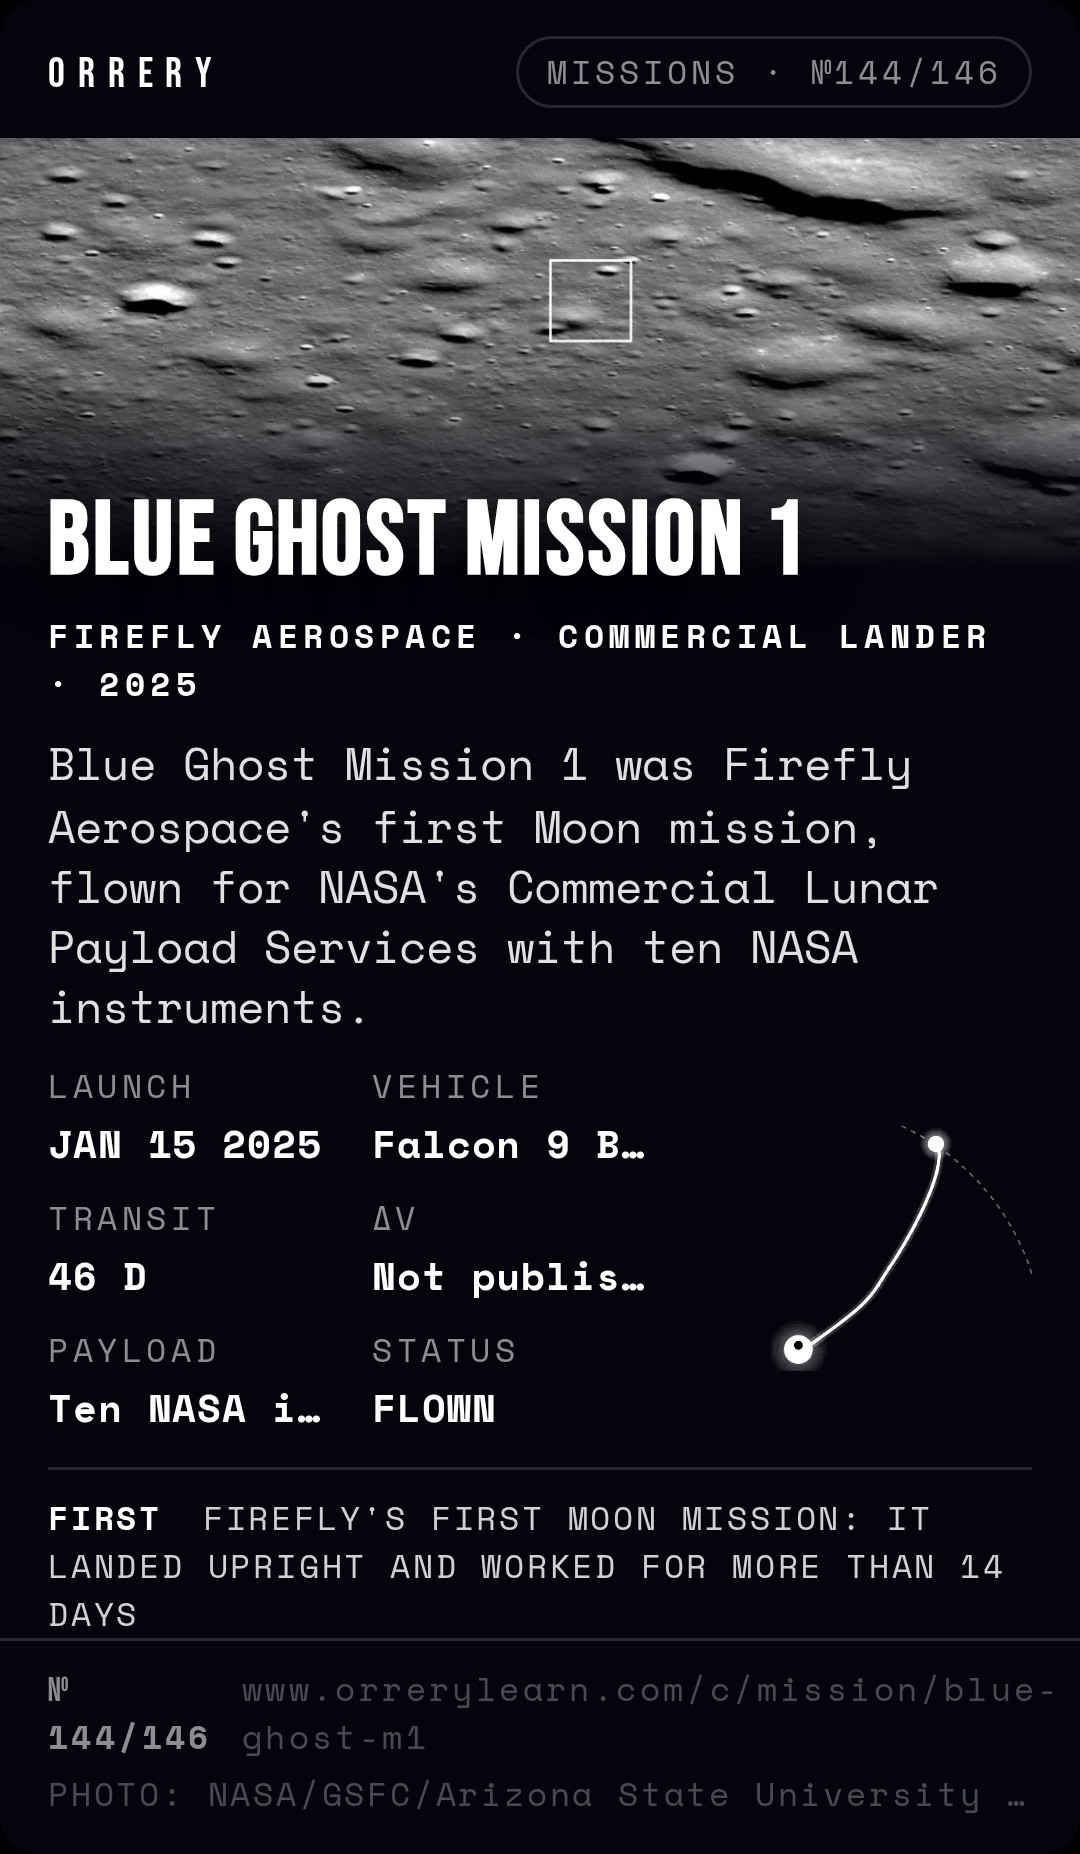 ORRERY
MISSIONS · №144/146
BLUE GHOST MISSION 1
FIREFLY AEROSPACE · COMMERCIAL LANDER
· 2025
Blue Ghost Mission 1 was Firefly
Aerospace's first Moon mission,
flown for NASA's Commercial Lunar
Payload Services with ten NASA
instruments.
LAUNCH VEHICLE
JAN 15 2025 Falcon 9 B…
TRANSIT ΔV
46 D Not publis…
PAYLOAD STATUS
Ten NASA i… FLOWN
FIRST FIREFLY'S FIRST MOON MISSION: IT
LANDED UPRIGHT AND WORKED FOR MORE THAN 14
DAYS
№ www.orrerylearn.com/c/mission/blue-
144/146 ghost-m1
PHOTO: NASA/GSFC/Arizona State University …